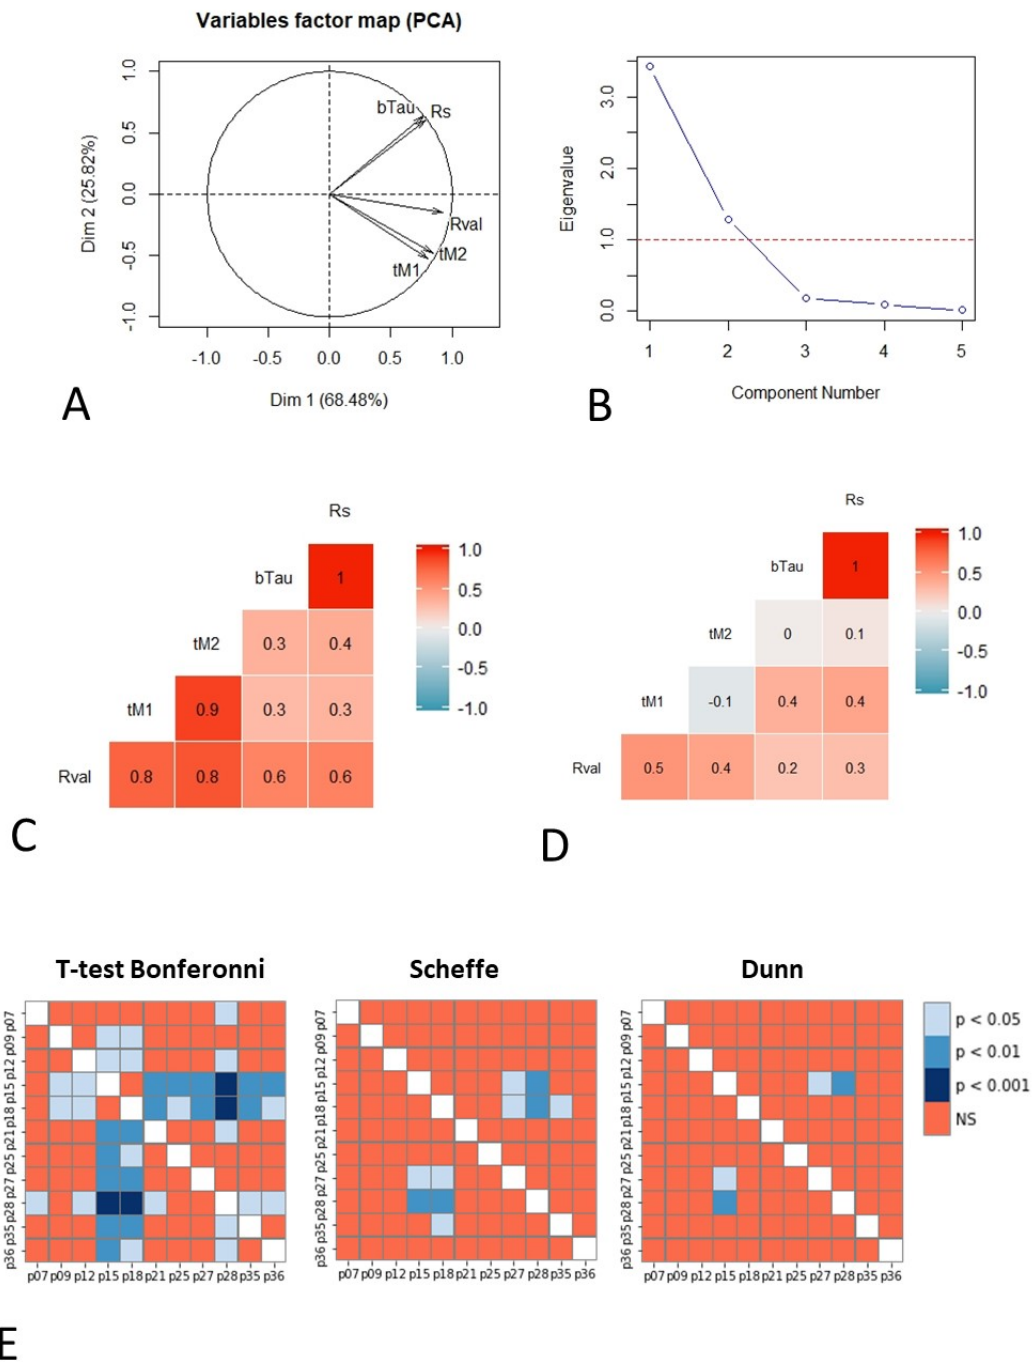 Variables factor map (PCA)
Dim 2 (25.82%)
1.0
0.5
0.0
-0.5
-1.0
bTau
Rs
Rval
tM2
tM1
-1.0 -0.5 0.0 0.5 1.0
Dim 1 (68.48%)
A
Eigenvalue
3.0
2.0
1.0
0.0
1 2 3 4 5
Component Number
B
Rs
bTau 1
tM2 0.3 0.4
tM1 0.9 0.3 0.3
Rval 0.8 0.8 0.6 0.6
1.0
0.5
0.0
-0.5
-1.0
C
Rs
bTau 1
tM2 0 0.1
tM1 -0.1 0.4 0.4
Rval 0.5 0.4 0.2 0.3
1.0
0.5
0.0
-0.5
-1.0
D
T-test Bonferonni
p07
p09
p12
p15
p18
p21
p25
p27
p28
p35
p36
p07 p09 p12 p15 p18 p21 p25 p27 p28 p35 p36
Scheffe
p07
p09
p12
p15
p18
p21
p25
p27
p28
p35
p36
p07 p09 p12 p15 p18 p21 p25 p27 p28 p35 p36
Dunn
p07
p09
p12
p15
p18
p21
p25
p27
p28
p35
p36
p07 p09 p12 p15 p18 p21 p25 p27 p28 p35 p36
p < 0.05
p < 0.01
p < 0.001
NS
E